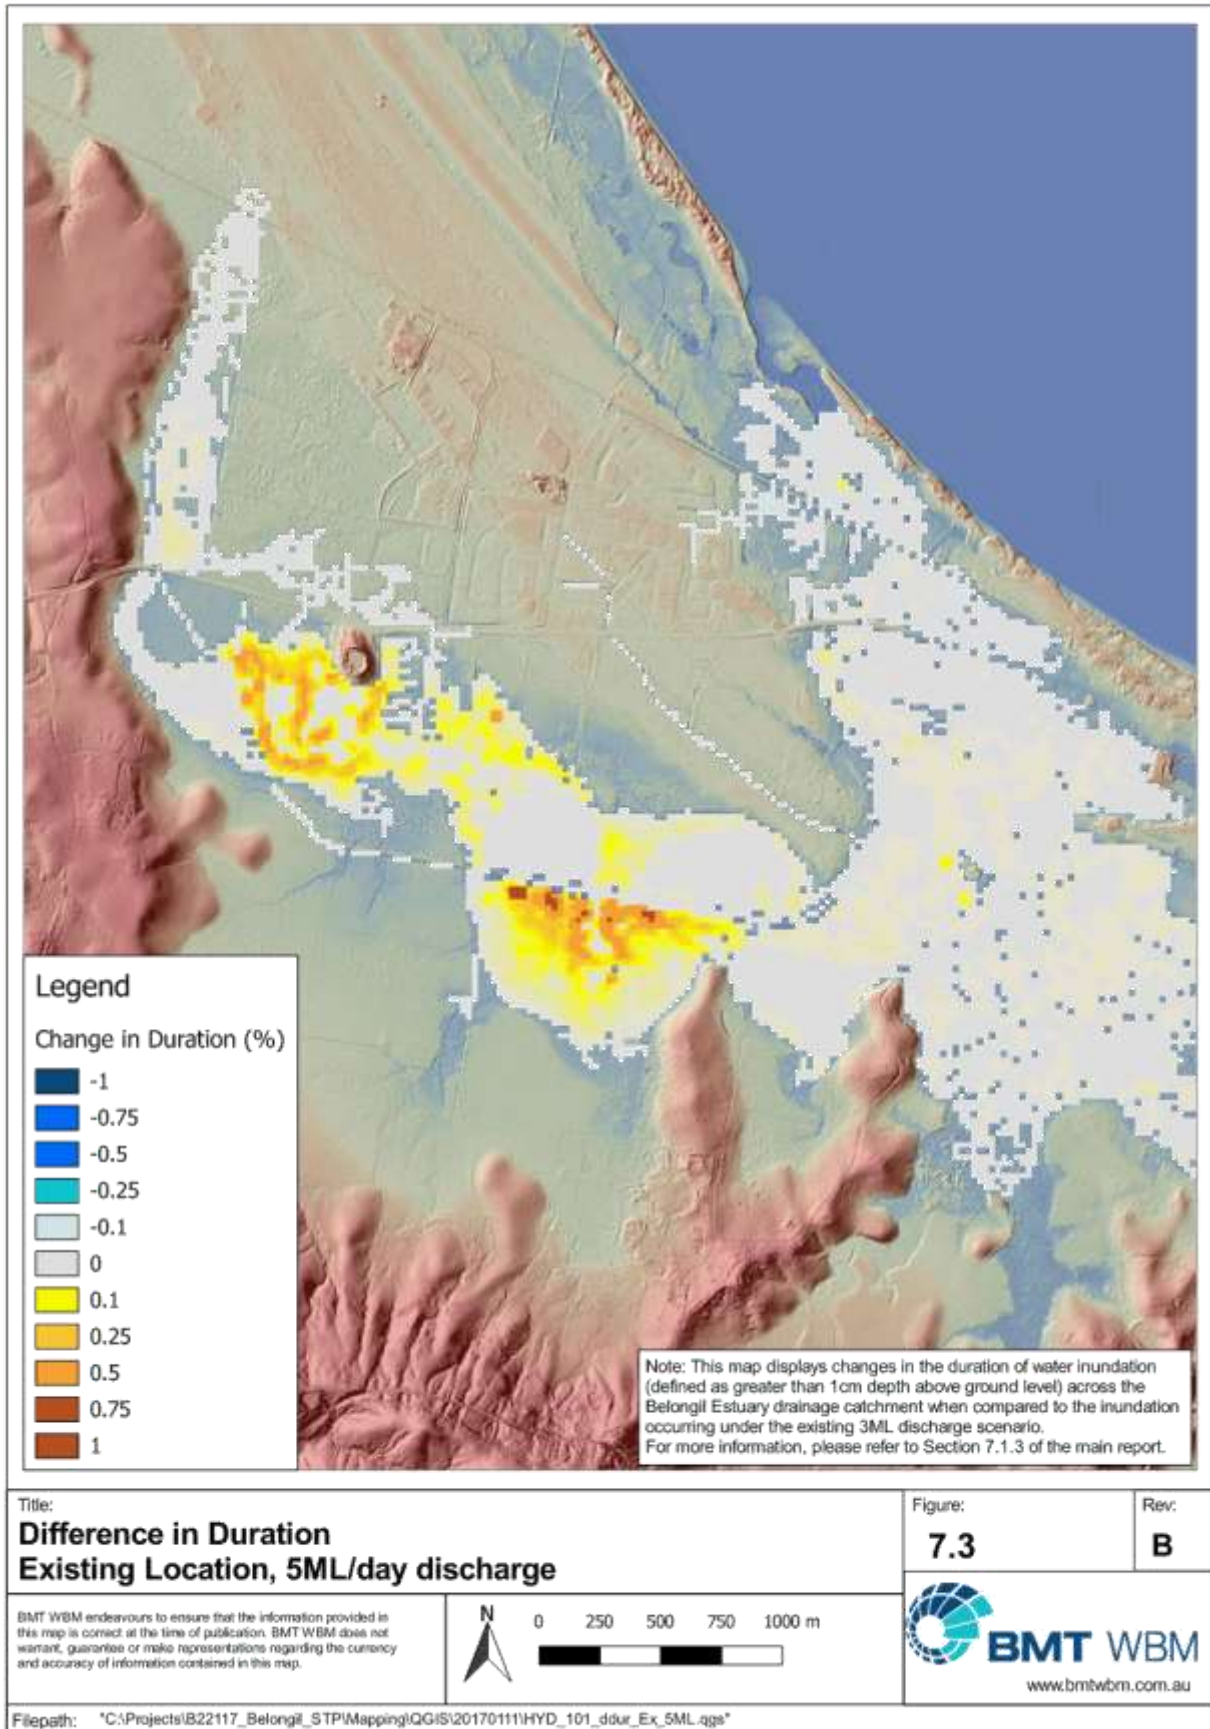 Legend
Change in Duration (%)
-1
-0.75
-0.5
-0.25
-0.1
0
0.1
0.25
0.5
0.75
1
Note: This map displays changes in the duration of water inundation
(defined as greater than 1cm depth above ground level) across the
Belongil Estuary drainage catchment when compared to the inundation
occurring under the existing 3ML discharge scenario.
For more information, please refer to Section 7.1.3 of the main report.
Title:
Difference in Duration
Existing Location, 5ML/day discharge
Figure:
7.3
Rev:
B
BMT WBM endeavours to ensure that the information provided in
this map is correct at the time of publication. BMT WBM does not
warrant, guarantee or make representations regarding the currency
and accuracy of information contained in this map.
N
0 250 500 750 1000 m
BMT WBM
www.bmtwbm.com.au
Filepath: "C:\Projects\B22117_Belongil_STP\Mapping\QGIS\20170111\HYD_101_ddur_Ex_5ML.qgs"